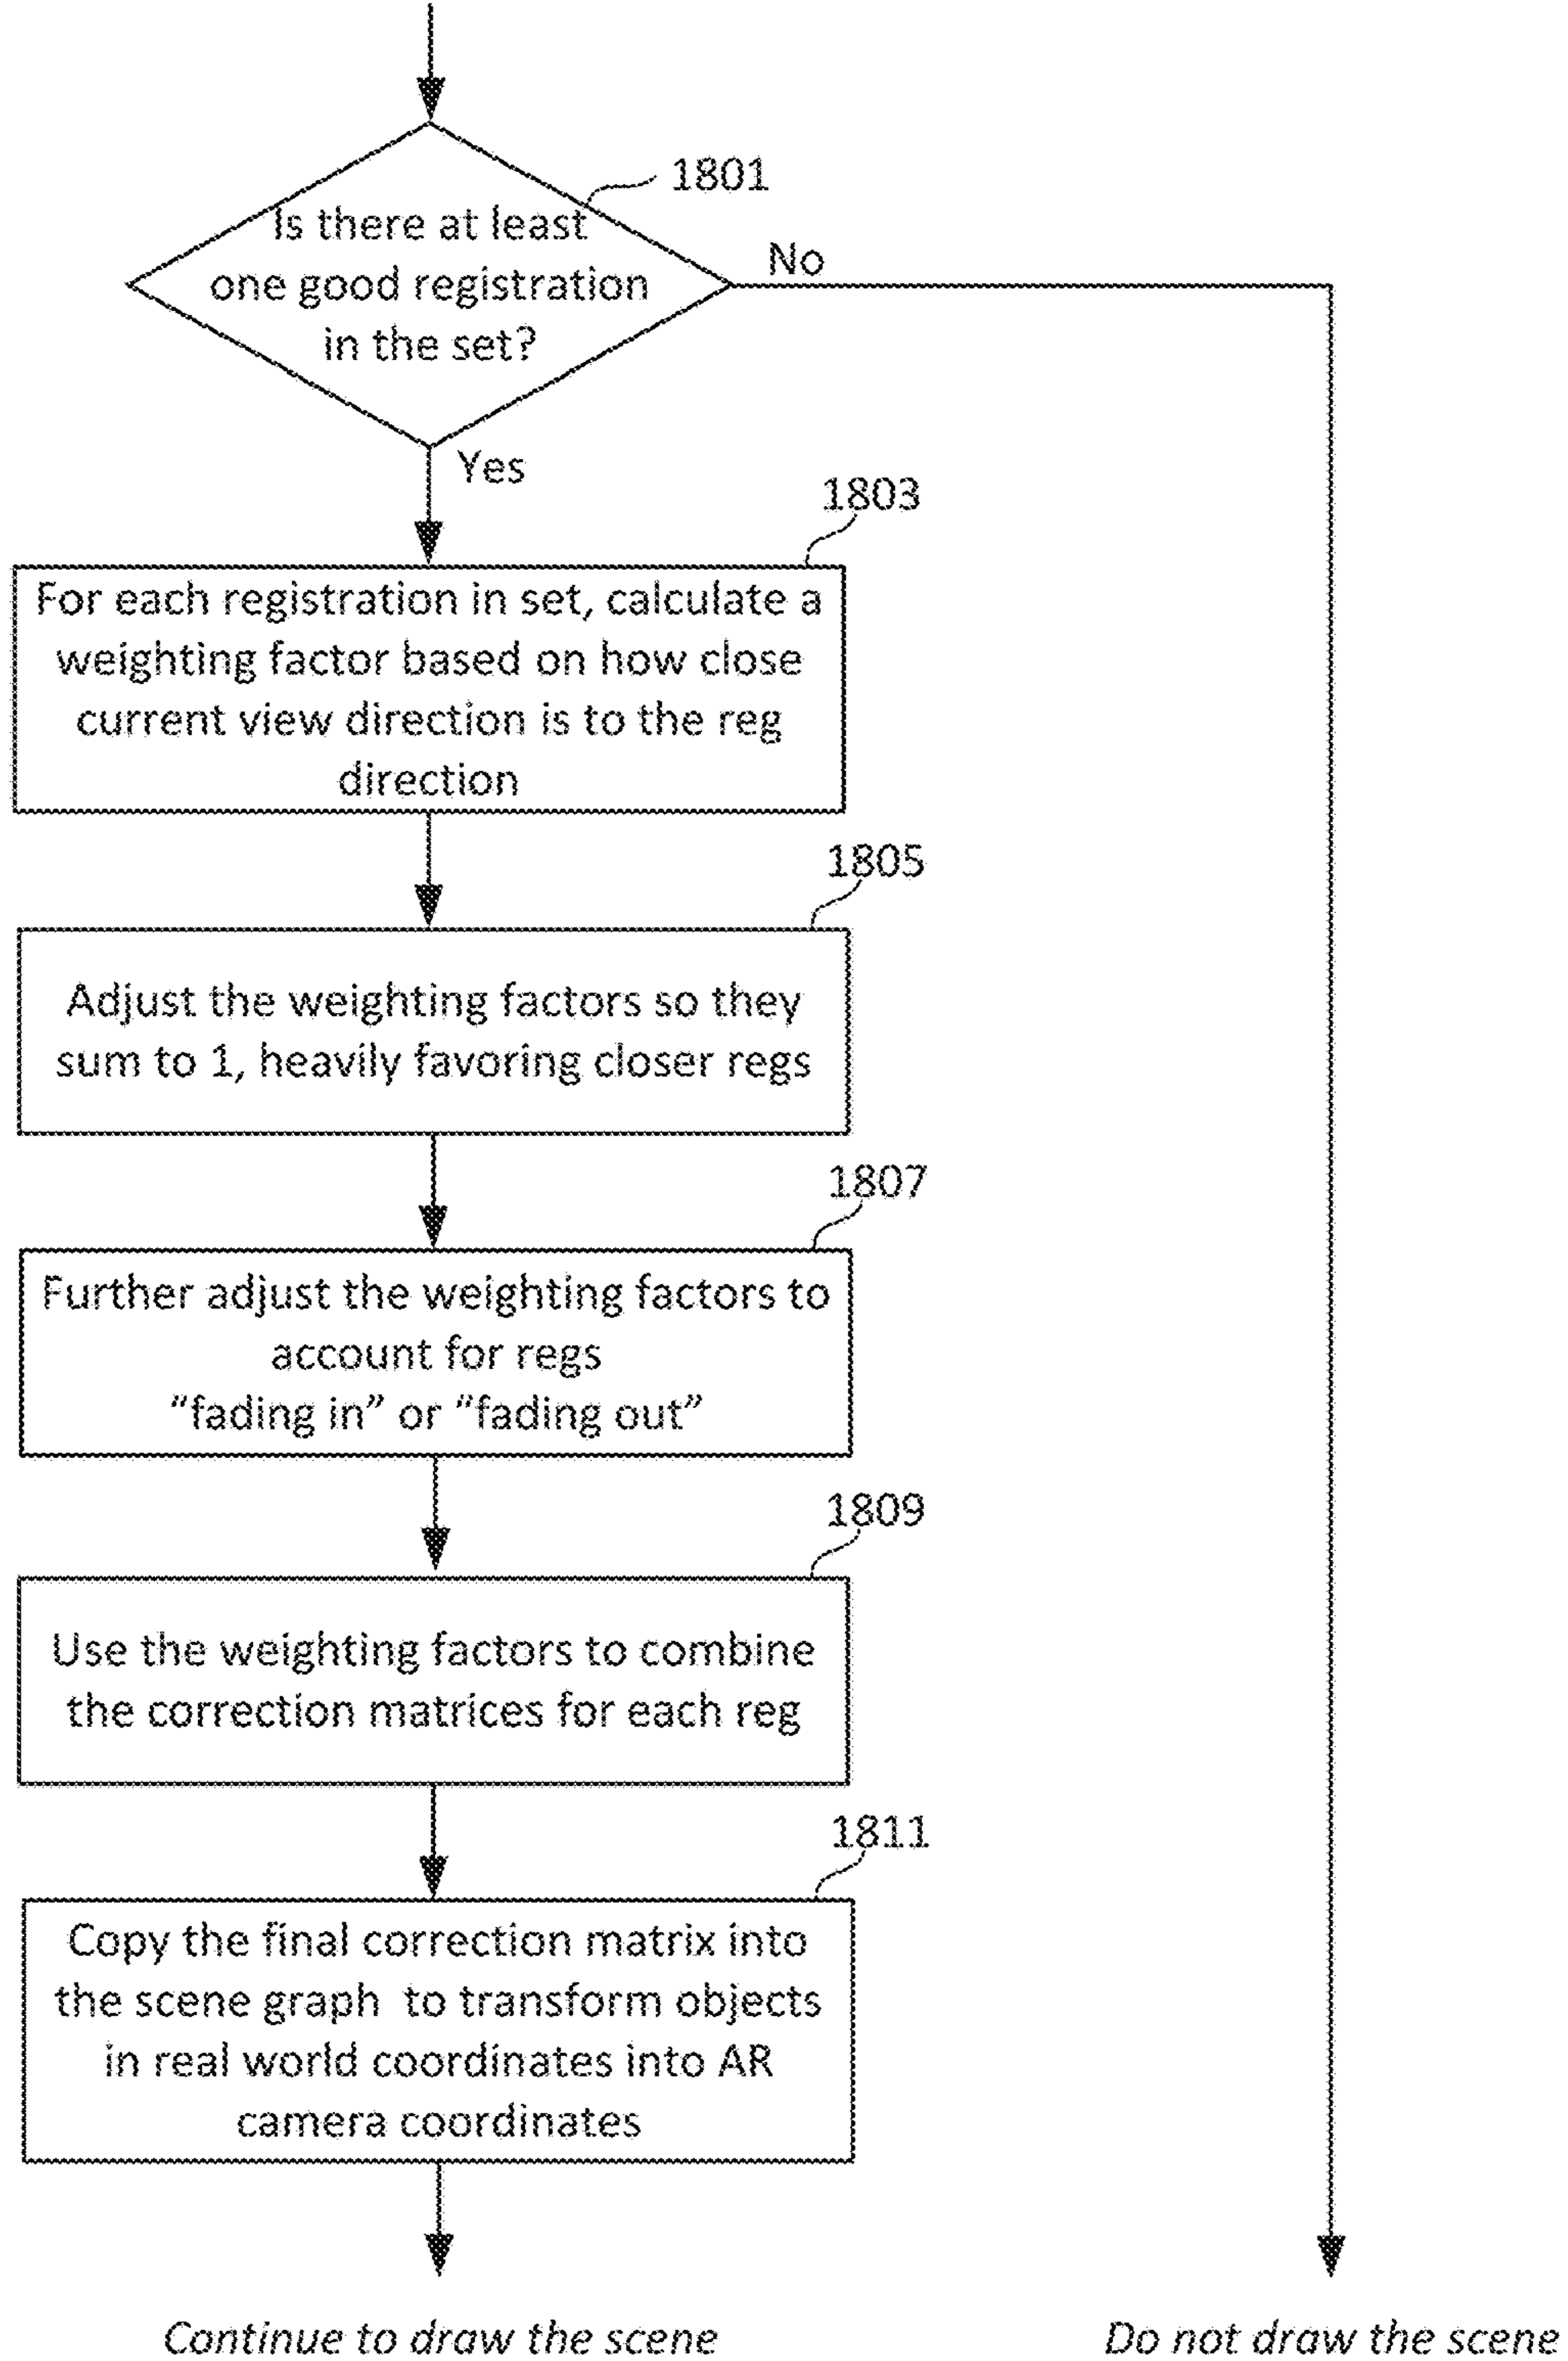 1801
Is there at least
one good registration
in the set?
No
Yes
1803
For each registration in set, calculate a
weighting factor based on how close
current view direction is to the reg
direction
1805
Adjust the weighting factors so they
sum to 1, heavily favoring closer regs
1807
Further adjust the weighting factors to
account for regs
“fading in” or “fading out”
1809
Use the weighting factors to combine
the correction matrices for each reg
1811
Copy the final correction matrix into
the scene graph to transform objects
in real world coordinates into AR
camera coordinates
Continue to draw the scene
Do not draw the scene